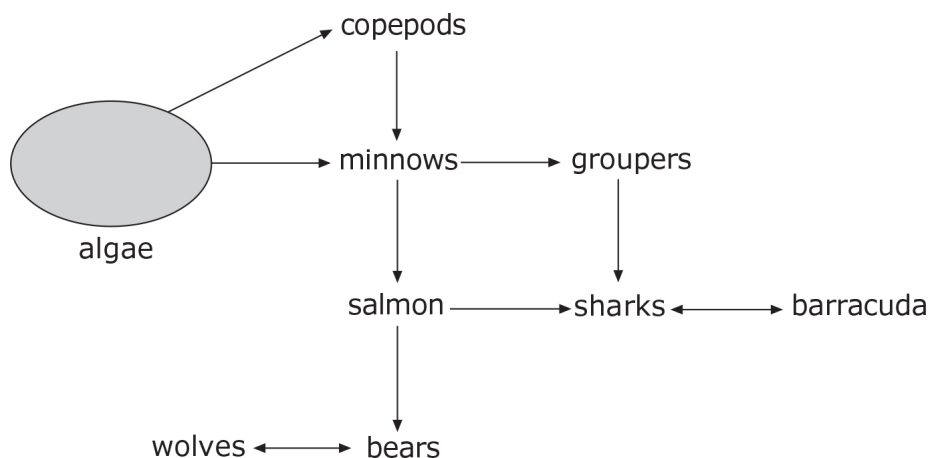 copepods
minnows
groupers
algae
salmon
sharks
barracuda
wolves
bears